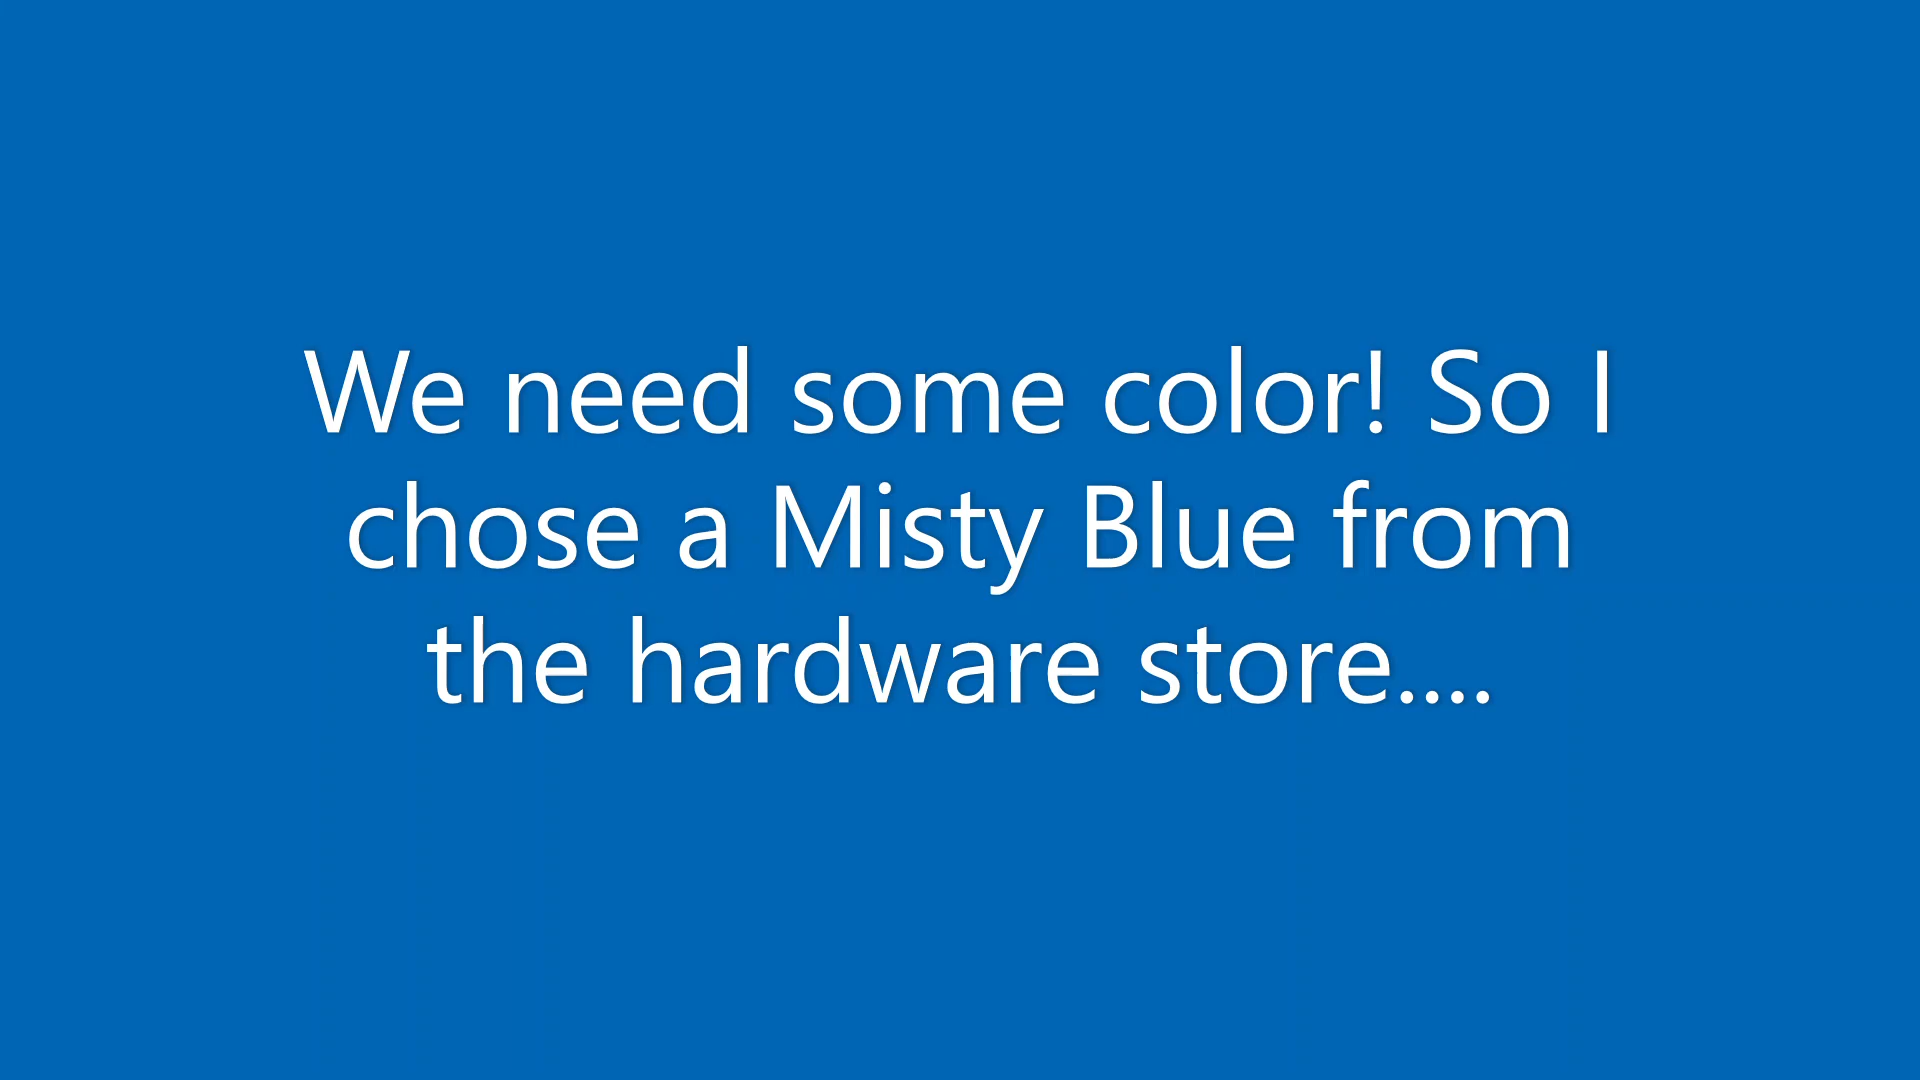 We need some color! So I
chose a Misty Blue from
the hardware store....